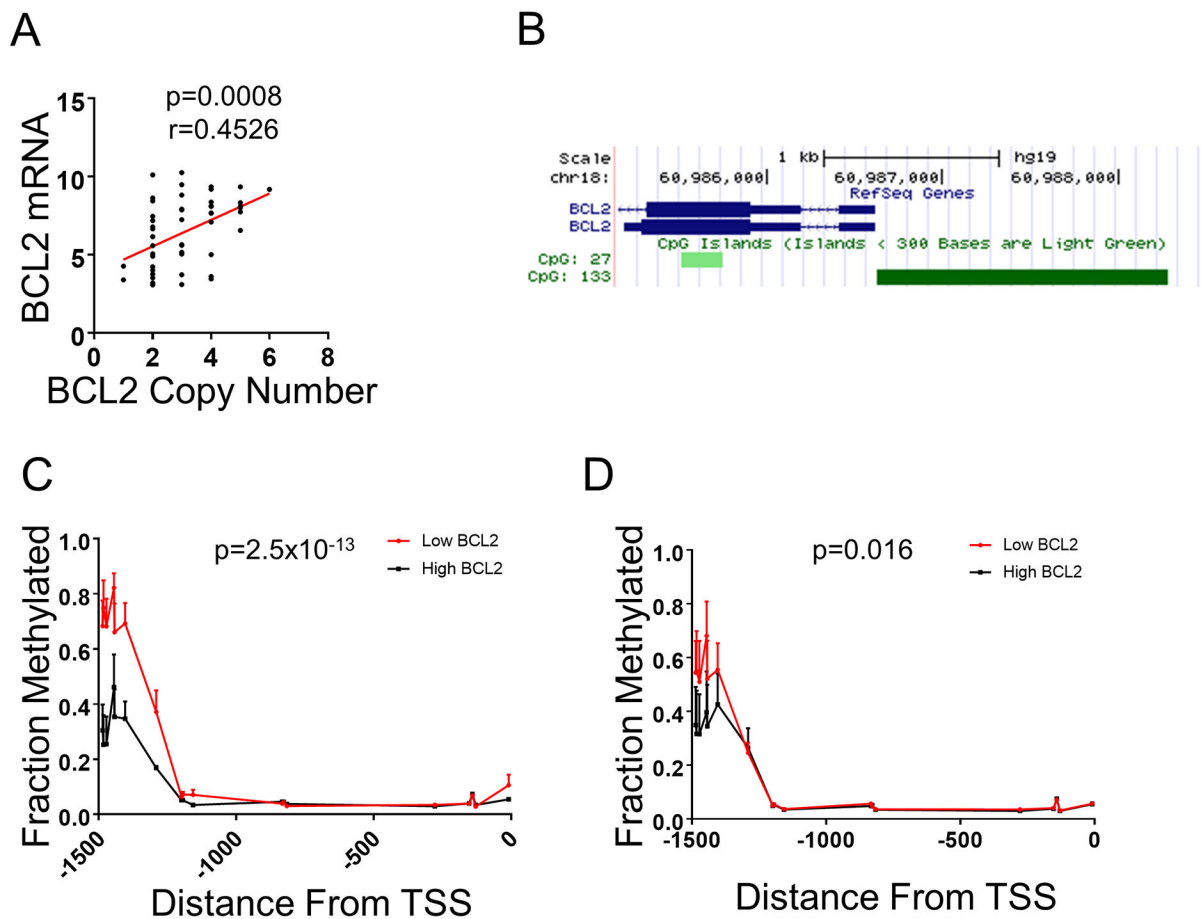 A
p=0.0008
r=0.4526
15
10
5
0
BCL2 mRNA
0 2 4 6 8
BCL2 Copy Number
B
Scale 1 kb hg19
chr18: 60,986,000 60,987,000 60,988,000
RefSeq Genes
BCL2
BCL2
CpG Islands (Islands < 300 Bases are Light Green)
CpG: 27
CpG: 133
C
p=2.5x10-13
Low BCL2
High BCL2
Fraction Methylated
1.0
0.8
0.6
0.4
0.2
0.0
-1500 -1000 -500 0
Distance From TSS
D
p=0.016
Low BCL2
High BCL2
Fraction Methylated
1.0
0.8
0.6
0.4
0.2
0.0
-1500 -1000 -500 0
Distance From TSS